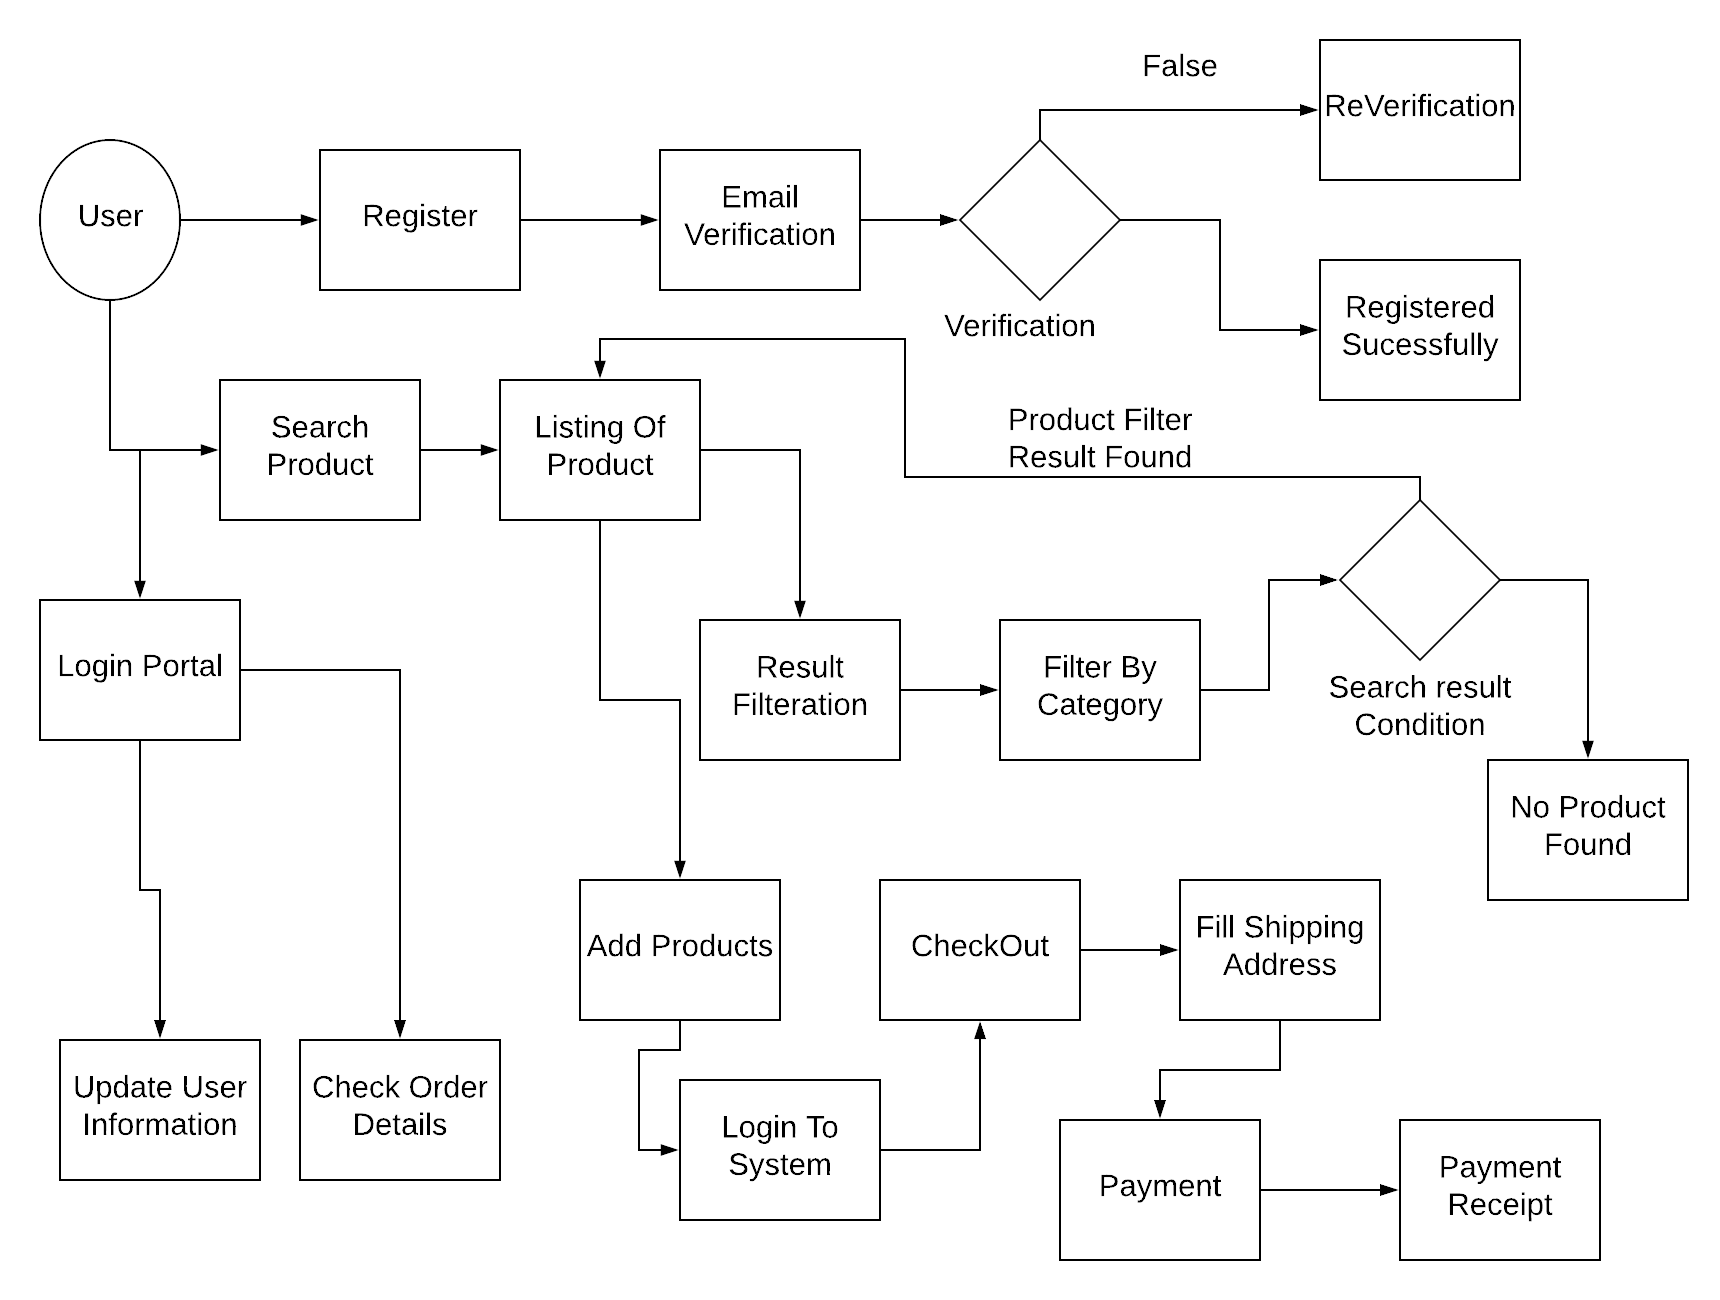 False
ReVerification
User
Register
Email
Verification
Verification
Registered
Sucessfully
Search
Product
Listing Of
Product
Product Filter
Result Found
Login Portal
Result
Filteration
Filter By
Category
Search result
Condition
No Product
Found
Add Products
CheckOut
Fill Shipping
Address
Update User
Information
Check Order
Details
Login To
System
Payment
Payment
Receipt